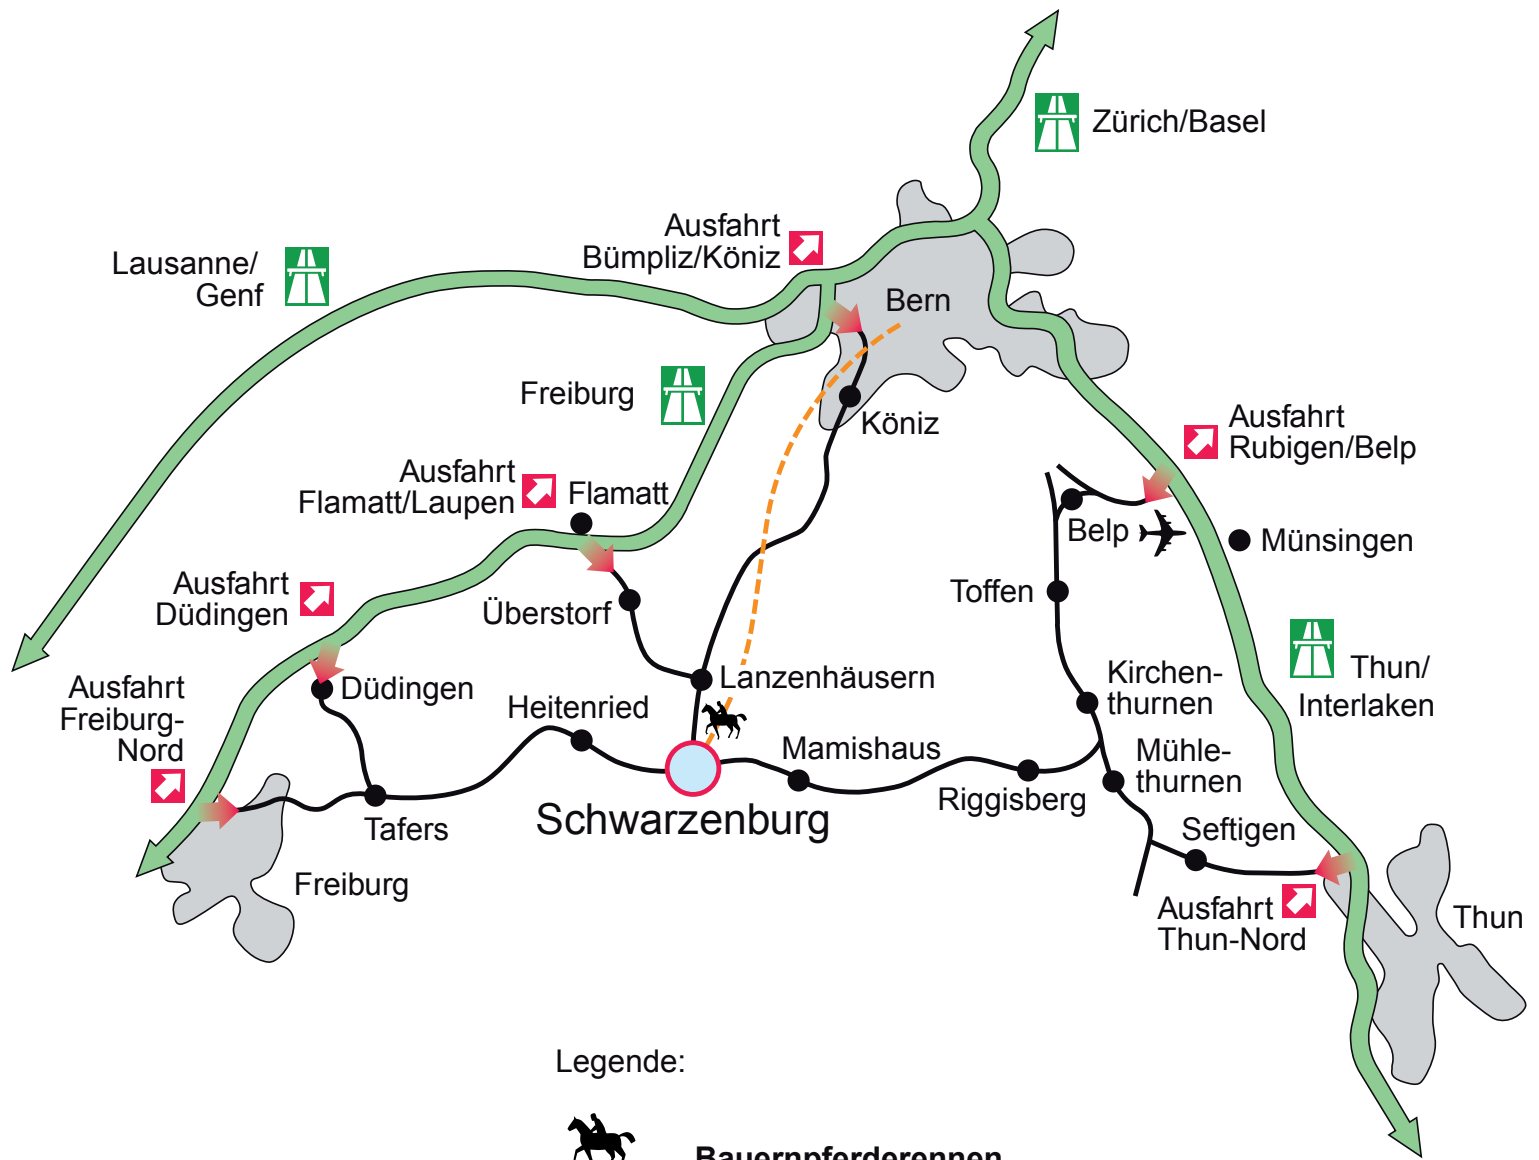 Zürich/Basel
Ausfahrt
Bümpliz/Köniz
Lausanne/
Genf
Bern
Freiburg
Köniz
Ausfahrt
Rubigen/Belp
Ausfahrt
Flamatt/Laupen
Flamatt
Belp
Münsingen
Ausfahrt
Düdingen
Überstorf
Toffen
Ausfahrt
Freiburg-
Nord
Düdingen
Heitenried
Lanzenhäusern
Kirchen-
thurnen
Thun/
Interlaken
Mamishaus
Mühle-
thurnen
Riggisberg
Schwarzenburg
Tafers
Seftigen
Freiburg
Ausfahrt
Thun-Nord
Thun
Legende:
Bauernpferderennen